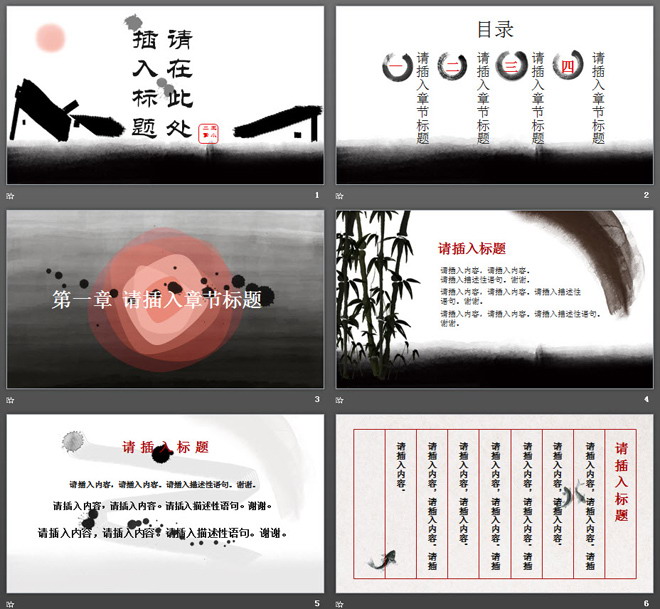 请在此处
插入标题
1
目录
一
请插入章节标题
二
请插入章节标题
三
请插入章节标题
四
请插入章节标题
2
第一章 请插入章节标题
3
请插入标题
请插入内容，请插入内容。
请插入描述性语句。谢谢。
请插入内容，请插入内容。请插入描述性
语句。谢谢。
请插入内容，请插入内容。请插入描述性语句。
谢谢。
4
请插入标题
请插入内容，请插入内容。请插入描述性语句。谢谢。
请插入内容，请插入内容。请插入描述性语句。谢谢。
请插入内容，请插入内容。请插入描述性语句。谢谢。
5
请插入标题
请插入内容，请插入内容。请插
请插入内容，请插入内容。
请插入内容，请插入内容。请插
请插入内容，请插入内容。请插
请插入内容，请插入内容。
请插入内容，请插入内容。请插
请插入内容。
6